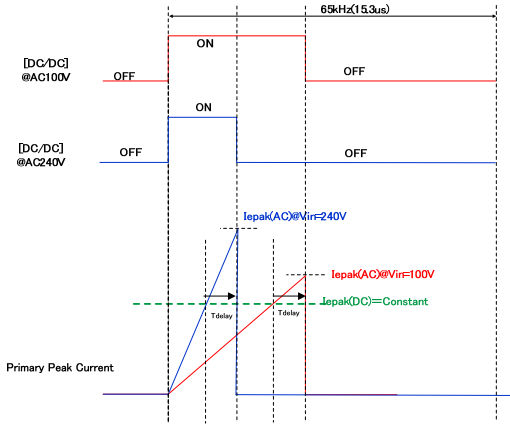 65kHz(15.3us)
ON
[DC/DC]
@AC100V
OFF
OFF
ON
[DC/DC]
@AC240V
OFF
OFF
Iepak(AC)@Vin=240V
Iepak(AC)@Vin=100V
Iepak(DC)=Constant
Tdelay
Tdelay
Primary Peak Current